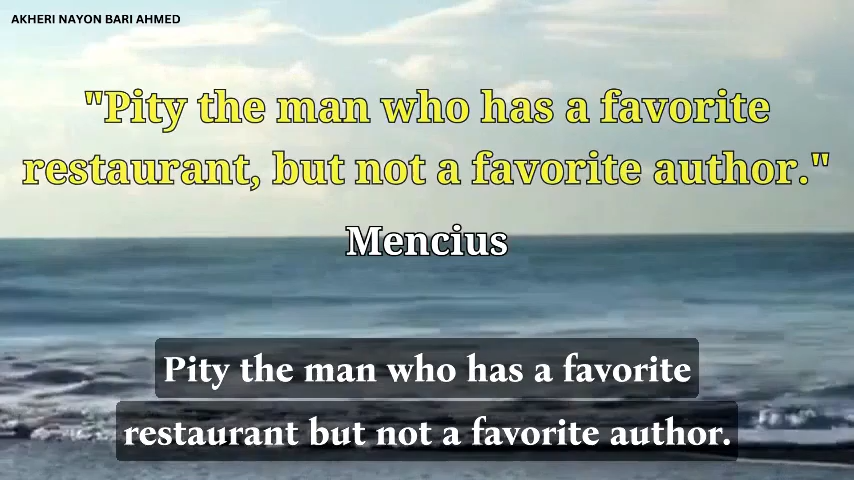 AKHERI NAYON BARI AHMED
"Pity the man who has a favorite
restaurant, but not a favorite author."
Mencius
Pity the man who has a favorite
restaurant but not a favorite author.